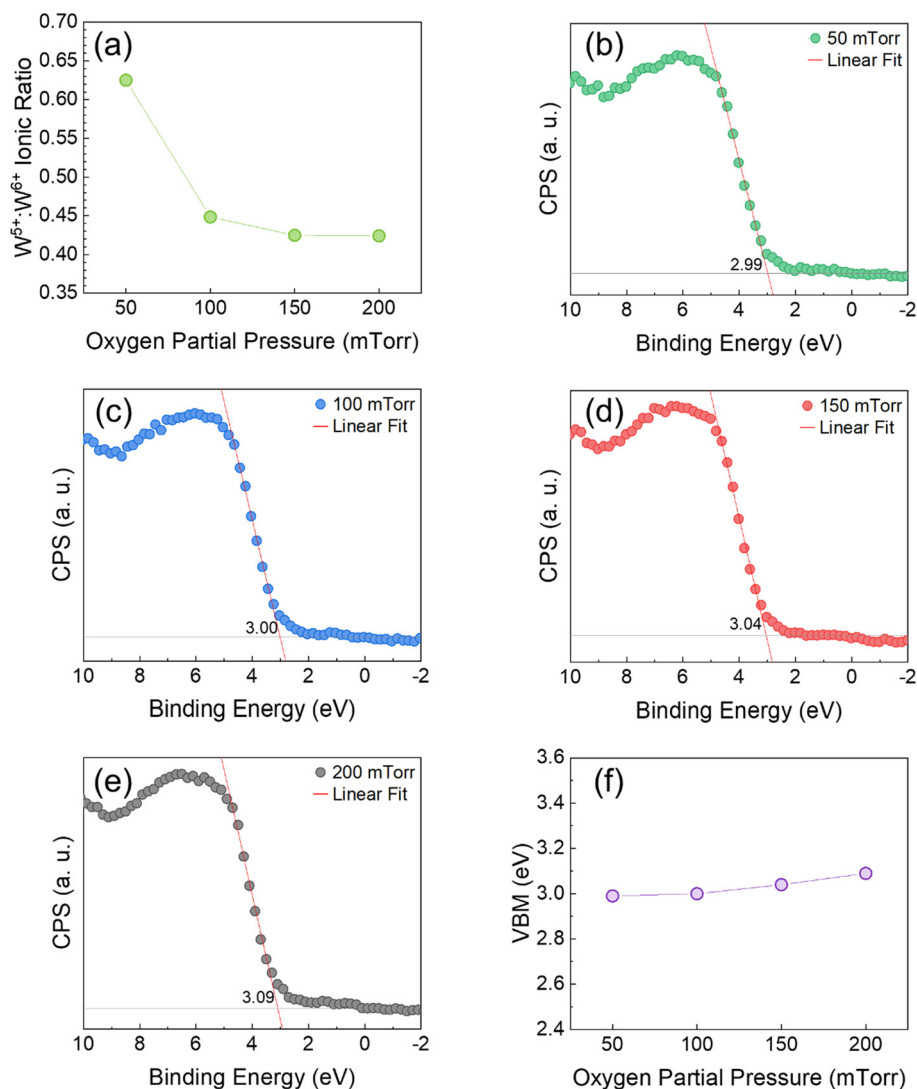 (a)
0.70
0.65
0.60
0.55
0.50
0.45
0.40
0.35
W⁵⁺:W⁶⁺ Ionic Ratio
50 100 150 200
Oxygen Partial Pressure (mTorr)
(b)
50 mTorr
Linear Fit
CPS (a. u.)
2.99
10 8 6 4 2 0 -2
Binding Energy (eV)
(c)
100 mTorr
Linear Fit
CPS (a. u.)
3.00
10 8 6 4 2 0 -2
Binding Energy (eV)
(d)
150 mTorr
Linear Fit
CPS (a. u.)
3.04
10 8 6 4 2 0 -2
Binding Energy (eV)
(e)
200 mTorr
Linear Fit
CPS (a. u.)
3.09
10 8 6 4 2 0 -2
Binding Energy (eV)
(f)
3.6
3.4
3.2
3.0
2.8
2.6
2.4
VBM (eV)
50 100 150 200
Oxygen Partial Pressure (mTorr)